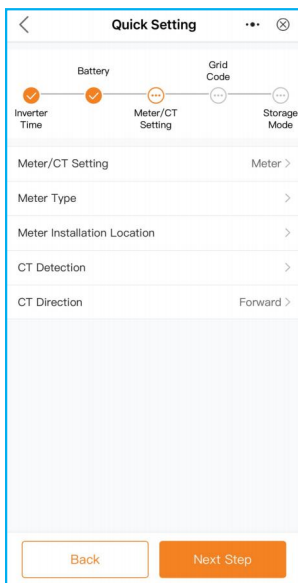 Quick Setting
Battery
Grid
Code
Inverter
Time
Meter/CT
Setting
Storage
Mode
Meter/CT Setting Meter >
Meter Type >
Meter Installation Location >
CT Detection >
CT Direction Forward >
Back Next Step